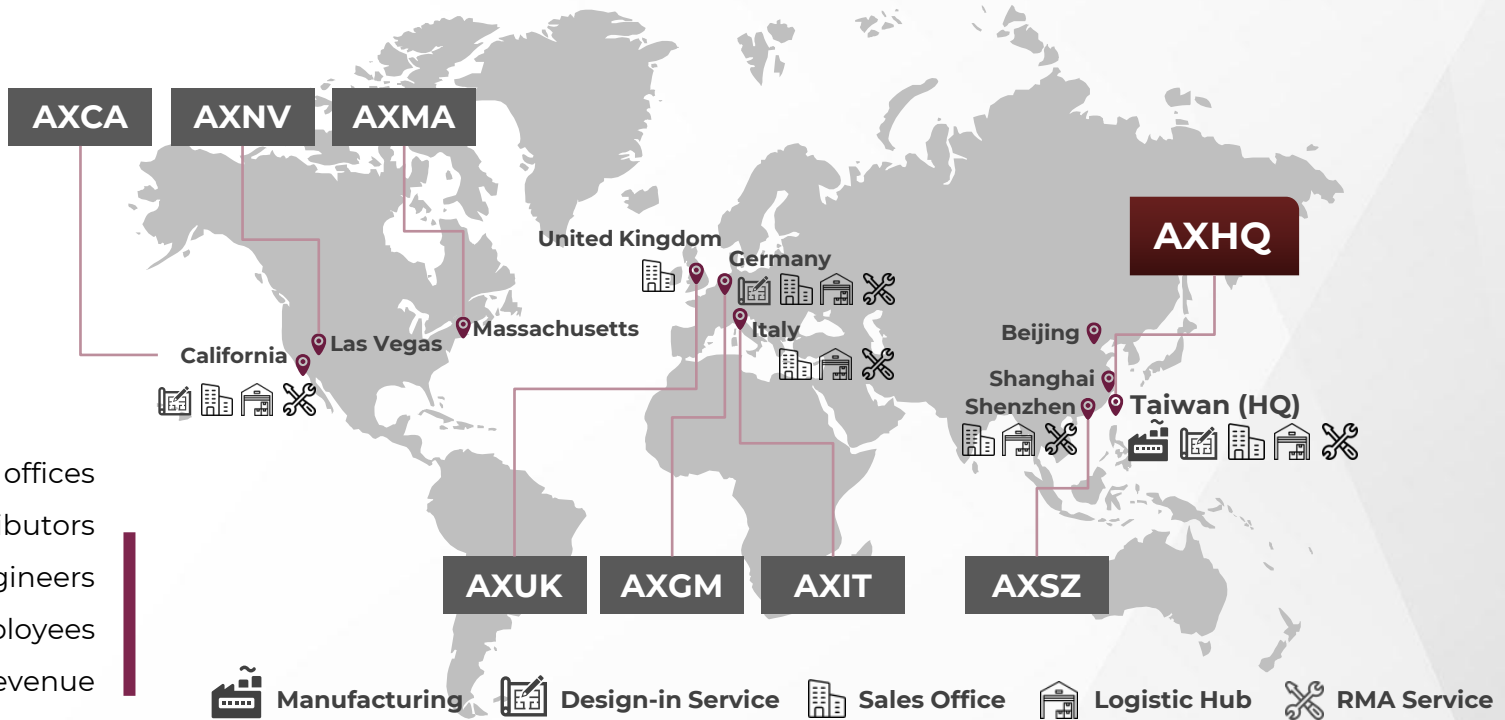 AXCA
AXNV
AXMA
AXHQ
United Kingdom
Germany
Italy
California
Las Vegas
Massachusetts
Beijing
Shanghai
Shenzhen
Taiwan (HQ)
offices
ibutors
gineers
ployees
evenue
AXUK
AXGM
AXIT
AXSZ
Manufacturing
Design-in Service
Sales Office
Logistic Hub
RMA Service